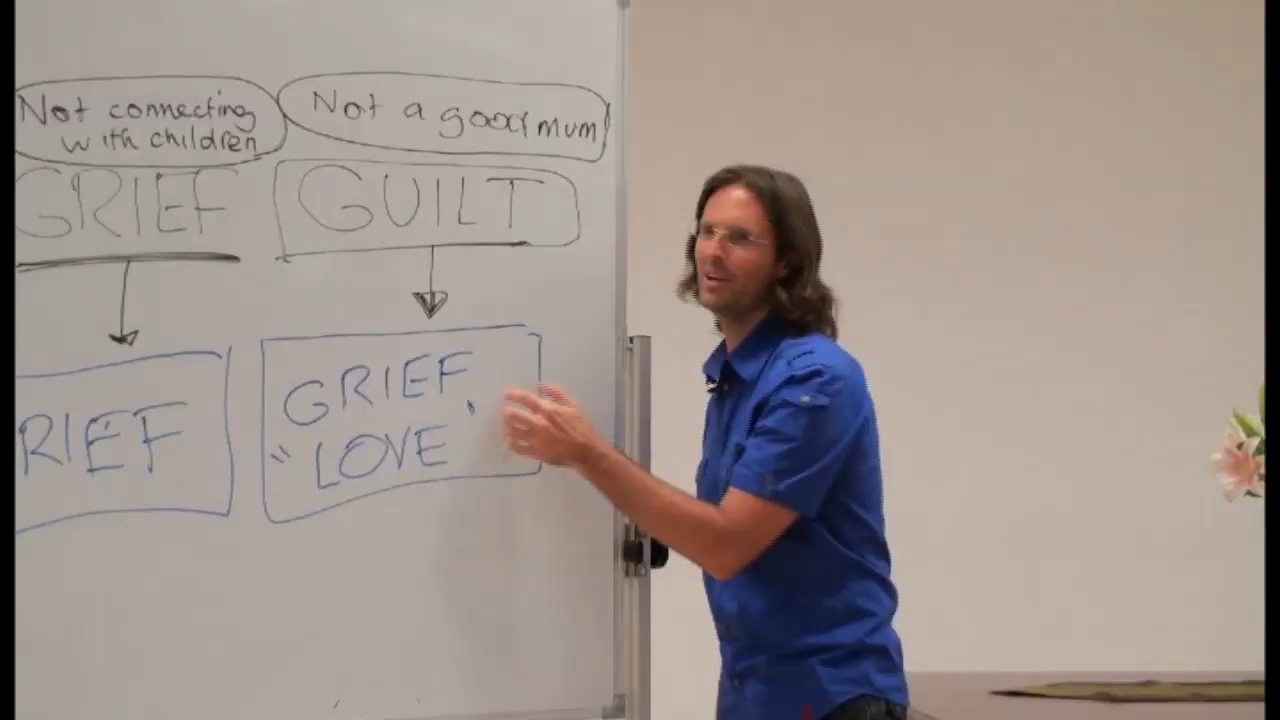 Not connecting
with children
Not a good mum
GRIEF
GUILT
RIEF
GRIEF,
"LOVE